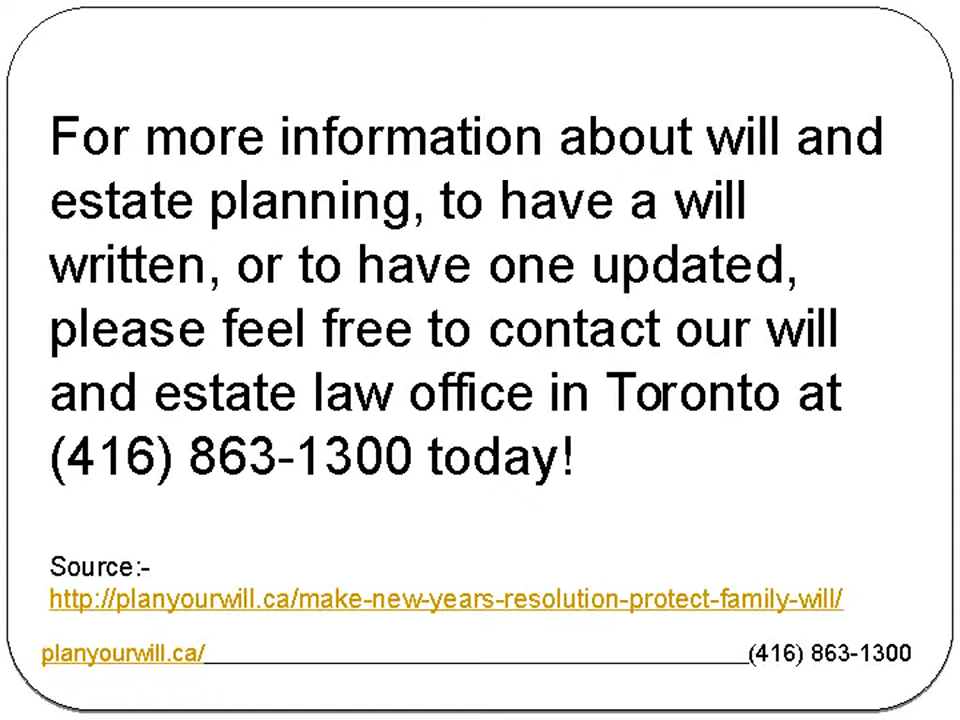 For more information about will and
estate planning, to have a will
written, or to have one updated,
please feel free to contact our will
and estate law office in Toronto at
(416) 863-1300 today!
Source:-
http://planyourwill.ca/make-new-years-resolution-protect-family-will/
planyourwill.ca/ (416) 863-1300